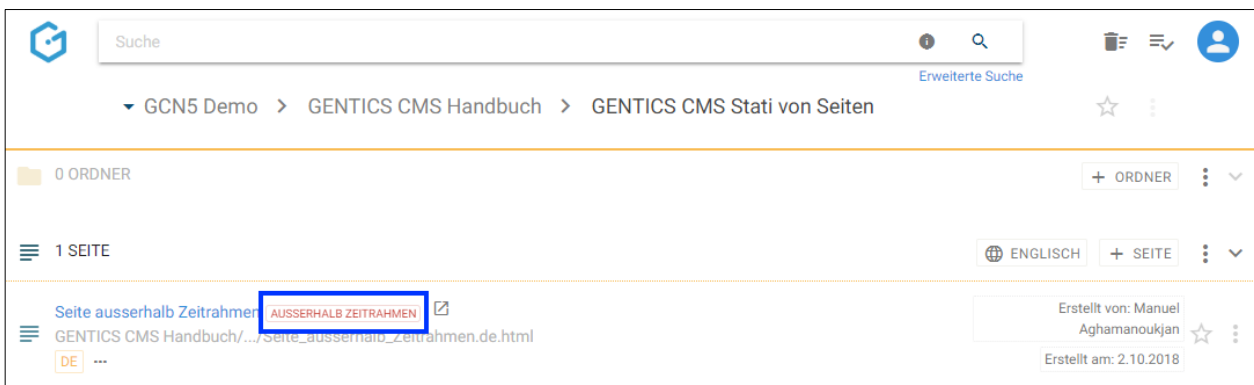 Suche
Erweiterte Suche
GCN5 Demo > GENTICS CMS Handbuch > GENTICS CMS Stati von Seiten
0 ORDNER
+ ORDNER
1 SEITE
ENGLISCH
+ SEITE
Seite ausserhalb Zeitrahmen AUSSERHALB ZEITRAHMEN
GENTICS CMS Handbuch/.../Seite_ausserhalb_Zeitrahmen.de.html
DE
Erstellt von: Manuel
Aghamanoukjan
Erstellt am: 2.10.2018